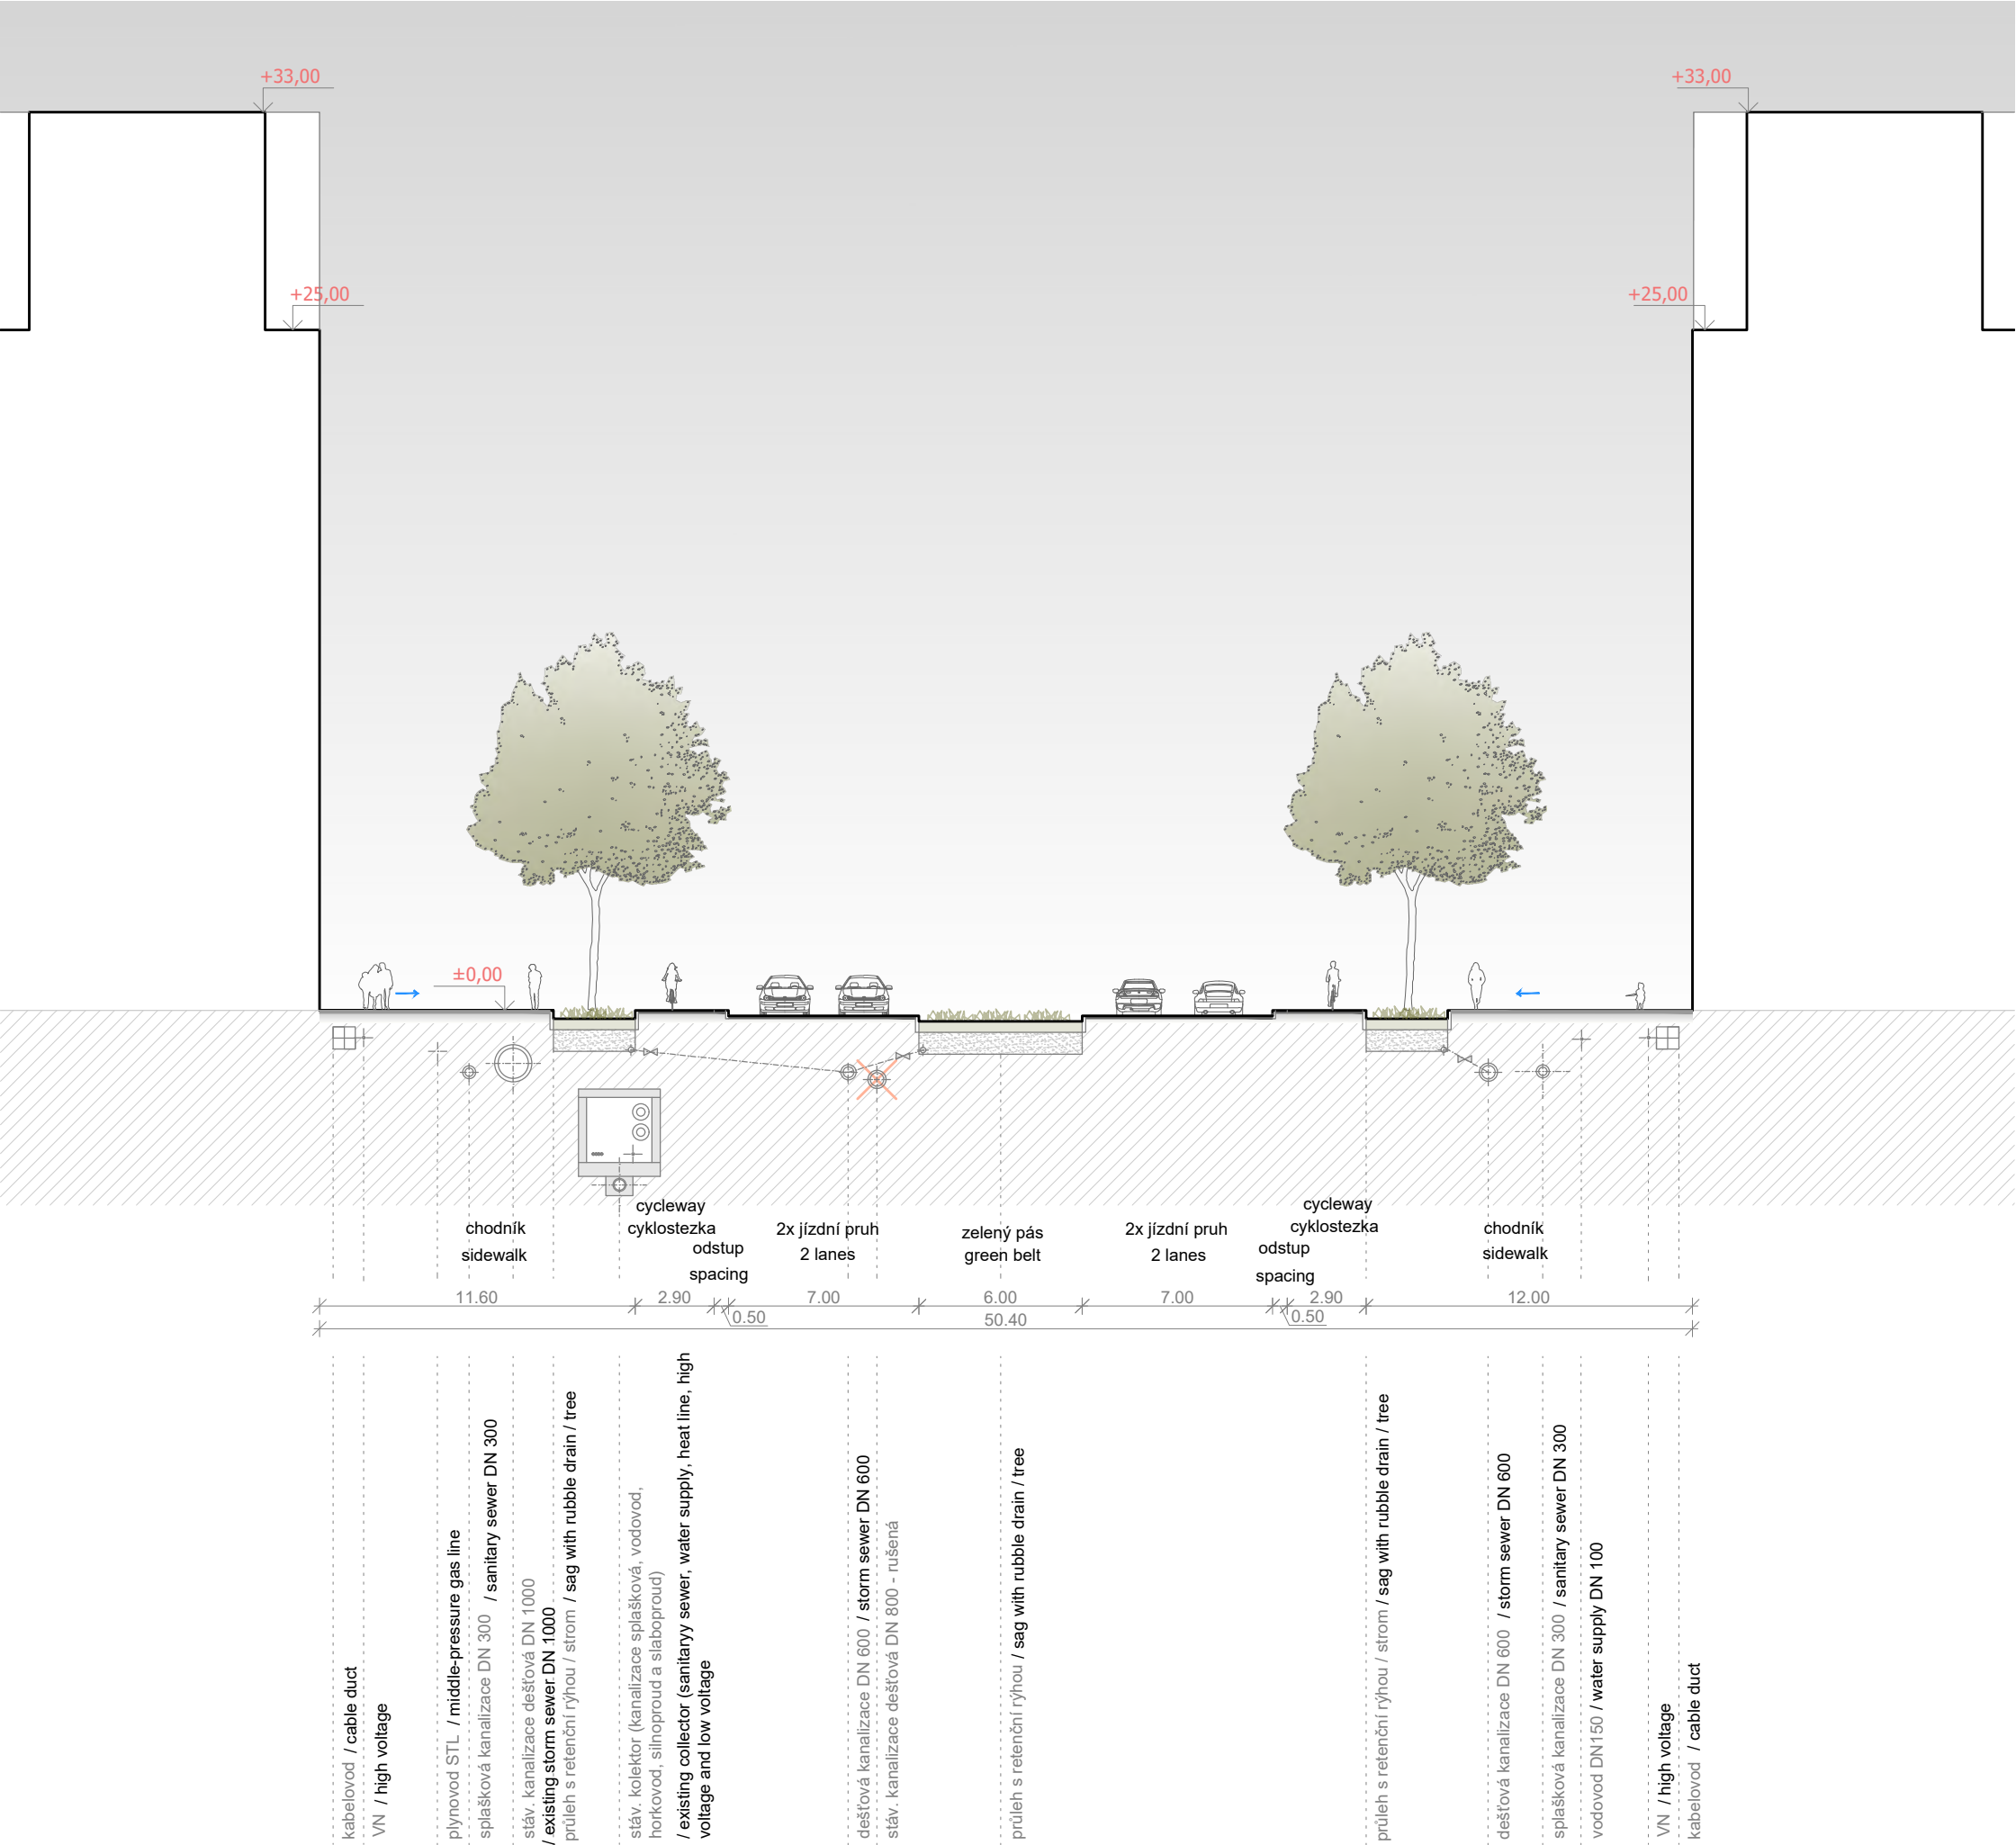 +33,00
+33,00
+25,00
+25,00
±0,00
cycleway
cyklostezka
chodník
sidewalk
odstup
spacing
2x jízdní pruh
2 lanes
zelený pás
green belt
2x jízdní pruh
2 lanes
cycleway
cyklostezka
odstup
spacing
chodník
sidewalk
11.60
2.90
0.50
7.00
6.00
7.00
0.50
2.90
12.00
50.40
kabelovod / cable duct
VN / high voltage
plynovod STL / middle-pressure gas line
splašková kanalizace DN 300 / sanitary sewer DN 300
stáv. kanalizace dešťová DN 1000
/ existing storm sewer DN 1000
průleh s retenční rýhou / strom / sag with rubble drain / tree
stáv. kolektor (kanalizace splašková, vodovod,
horkovod, silnoproud a slaboproud)
/ existing collector (sanitaryy sewer, water supply, heat line, high
voltage and low voltage
dešťová kanalizace DN 600 / storm sewer DN 600
stáv. kanalizace dešťová DN 800 - rušená
průleh s retenční rýhou / sag with rubble drain / tree
průleh s retenční rýhou / strom / sag with rubble drain / tree
dešťová kanalizace DN 600 / storm sewer DN 600
splašková kanalizace DN 300 / sanitary sewer DN 300
vodovod DN150 / water supply DN 100
VN / high voltage
kabelovod / cable duct